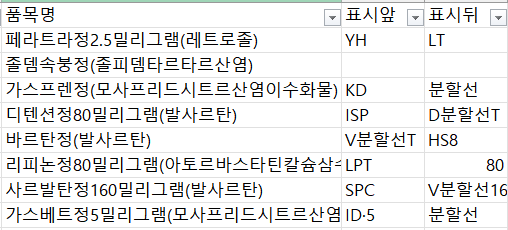 품목명 표시앞 표시뒤
페라트라정2.5밀리그램(레트로졸) YH LT
졸뎀속붕정(졸피뎀타르타르산염)
가스프렌정(모사프리드시트르산염이수화물) KD 분할선
디텐션정80밀리그램(발사르탄) ISP D분할선T
바르탄정(발사르탄) V분할선T HS8
리피논정80밀리그램(아토르바스타틴칼슘삼수 LPT 80
사르발탄정160밀리그램(발사르탄) SPC V분할선16
가스베트정5밀리그램(모사프리드시트르산염 ID·5 분할선